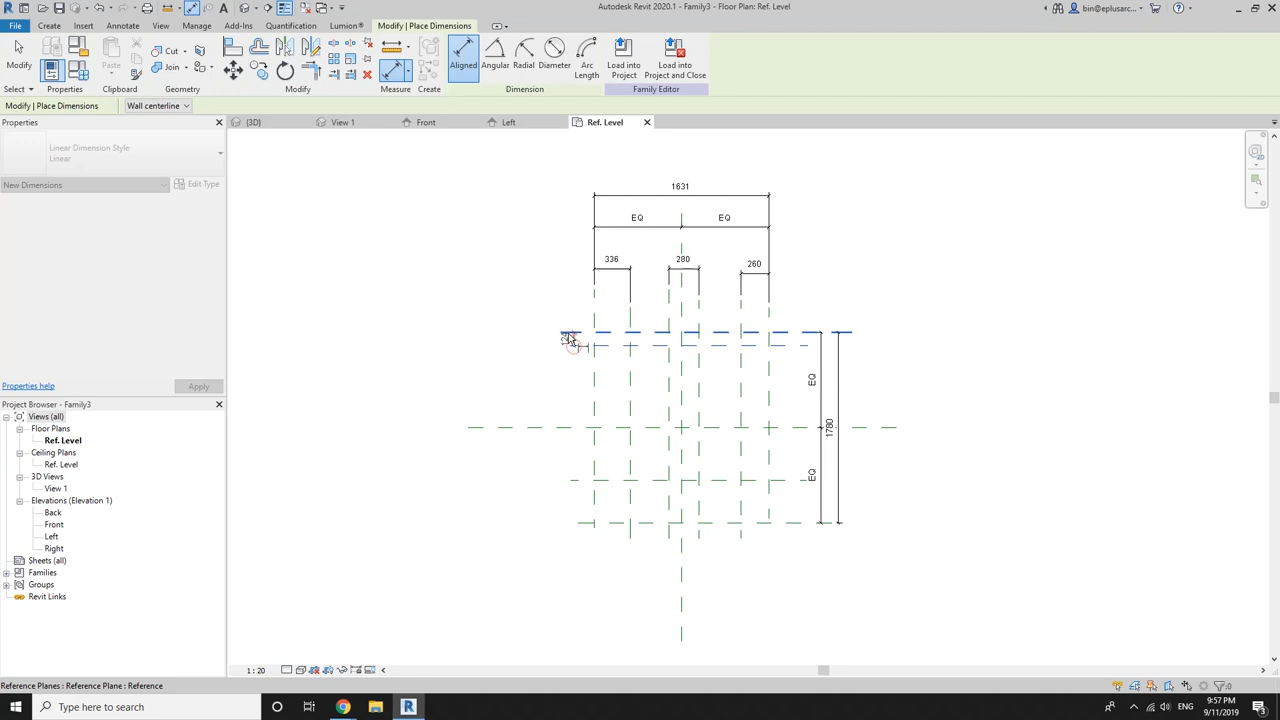 Autodesk Revit 2020.1 - Family3 - Floor Plan: Ref. Level
bin@eplusarc...
File Create Insert Annotate View Manage Add-Ins Quantification Lumion® Modify | Place Dimensions
Modify Paste Cut Join Aligned Angular Radial Diameter Arc Length Load into Project Load into Project and Close
Select Properties Clipboard Geometry Modify Measure Create Dimension Family Editor
Modify | Place Dimensions Wall centerline
Properties
{3D} View 1 Front Left Ref. Level
Linear Dimension Style
Linear
New Dimensions Edit Type
1631
EQ EQ
336 280 260
EQ
1780
EQ
Properties help Apply
Project Browser - Family3
Views (all)
Floor Plans
Ref. Level
Ceiling Plans
Ref. Level
3D Views
View 1
Elevations (Elevation 1)
Back
Front
Left
Right
Sheets (all)
Families
Groups
Revit Links
1 : 20
Reference Planes : Reference Plane : Reference
:0
Type here to search
ENG
9:57 PM
9/11/2019
3